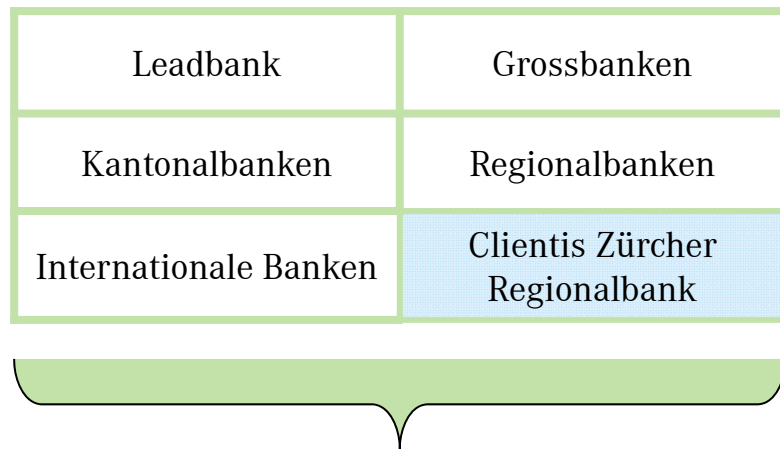 Leadbank
Grossbanken
Kantonalbanken
Regionalbanken
Internationale Banken
Clientis Zürcher
Regionalbank